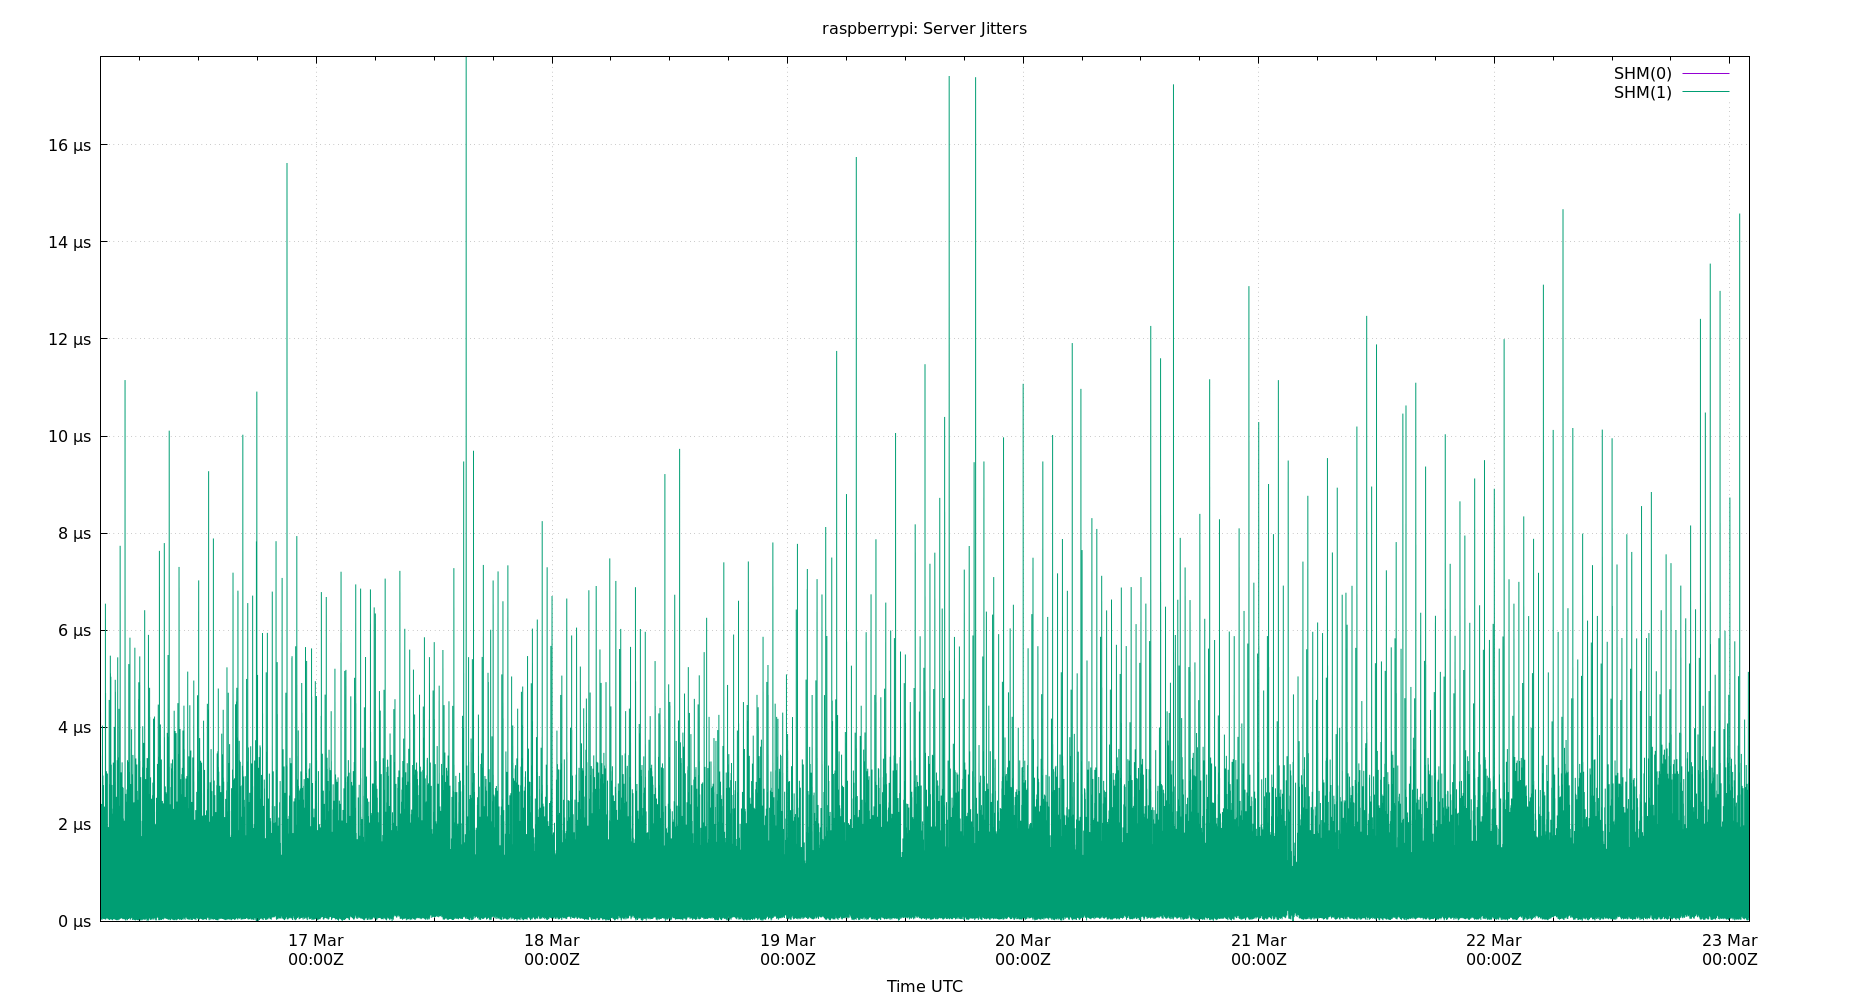 raspberrypi: Server Jitters
SHM(0)
SHM(1)
16 µs
14 µs
12 µs
10 µs
8 µs
6 µs
4 µs
2 µs
0 µs
17 Mar
00:00Z
18 Mar
00:00Z
19 Mar
00:00Z
20 Mar
00:00Z
21 Mar
00:00Z
22 Mar
00:00Z
23 Mar
00:00Z
Time UTC